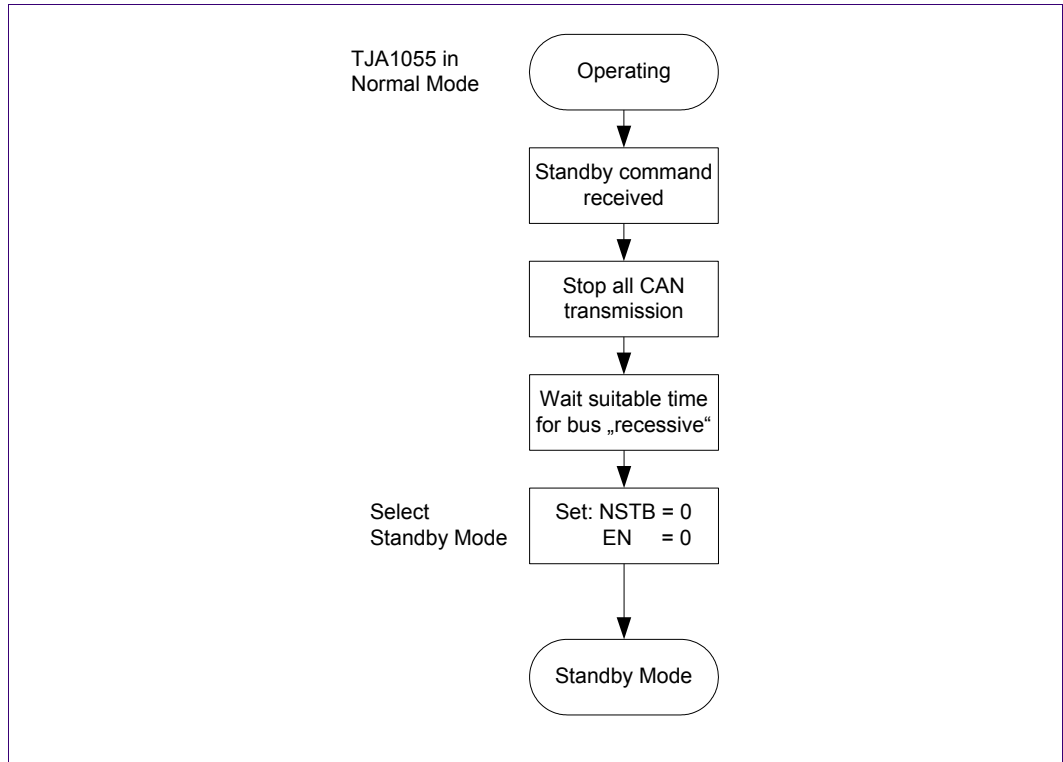 TJA1055 in
Normal Mode
Operating
Standby command
received
Stop all CAN
transmission
Wait suitable time
for bus „recessive“
Select
Standby Mode
Set: NSTB = 0
EN = 0
Standby Mode